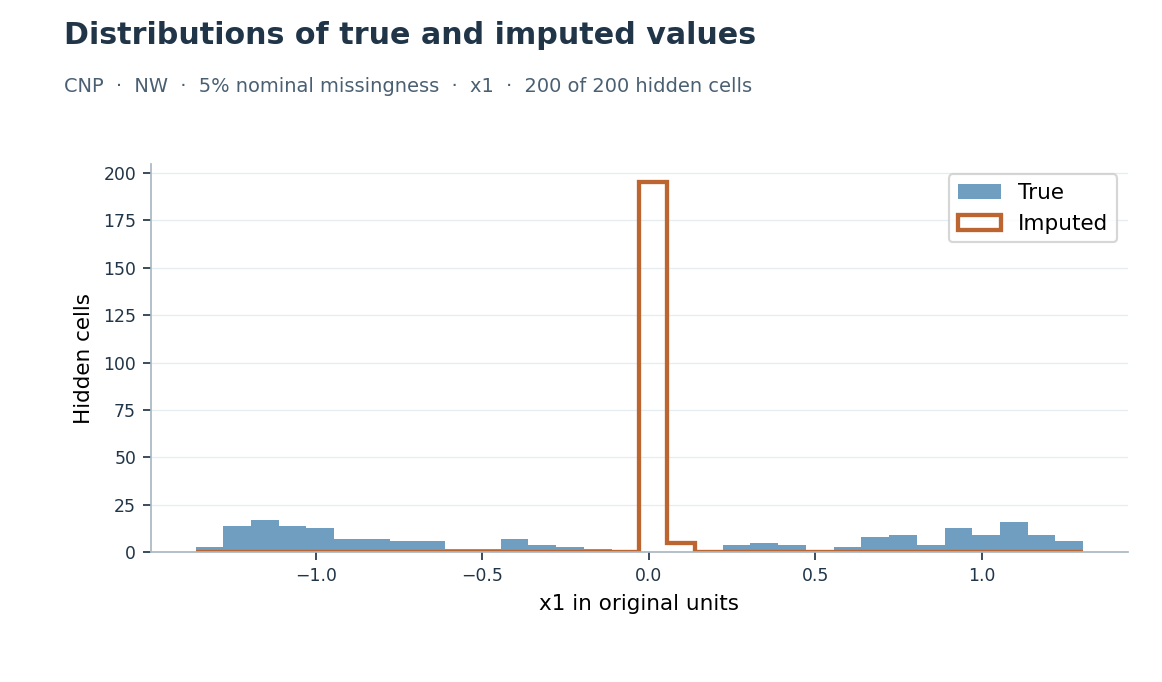 Distributions of true and imputed values
CNP · NW · 5% nominal missingness · x1 · 200 of 200 hidden cells
True
Imputed
Hidden cells
200
175
150
125
100
75
50
25
0
−1.0
−0.5
0.0
0.5
1.0
x1 in original units